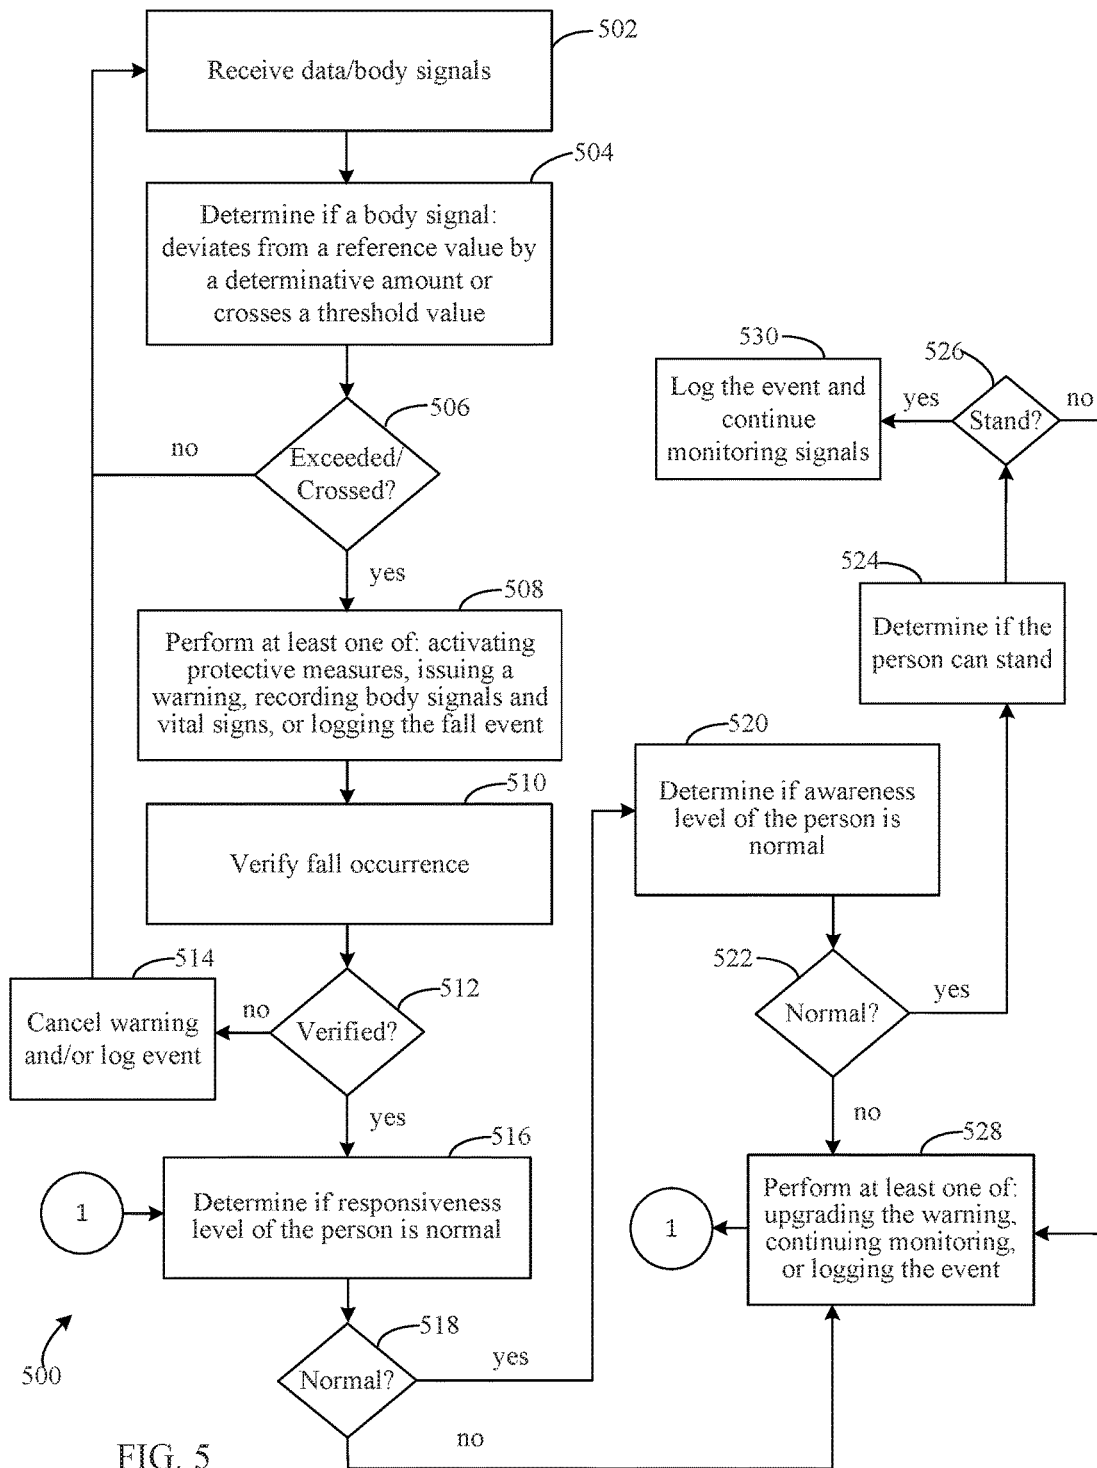 502
Receive data/body signals
504
Determine if a body signal:
deviates from a reference value by
a determinative amount or
crosses a threshold value
506
no
Exceeded/
Crossed?
yes
508
Perform at least one of: activating
protective measures, issuing a
warning, recording body signals and
vital signs, or logging the fall event
510
Verify fall occurrence
514
512
no
Cancel warning
and/or log event
Verified?
yes
516
1
Determine if responsiveness
level of the person is normal
518
500
Normal?
yes
no
520
Determine if awareness
level of the person is
normal
522
Normal?
yes
no
524
Determine if the
person can stand
526
530
Stand?
yes
no
Log the event and
continue
monitoring signals
528
1
Perform at least one of:
upgrading the warning,
continuing monitoring,
or logging the event
FIG. 5